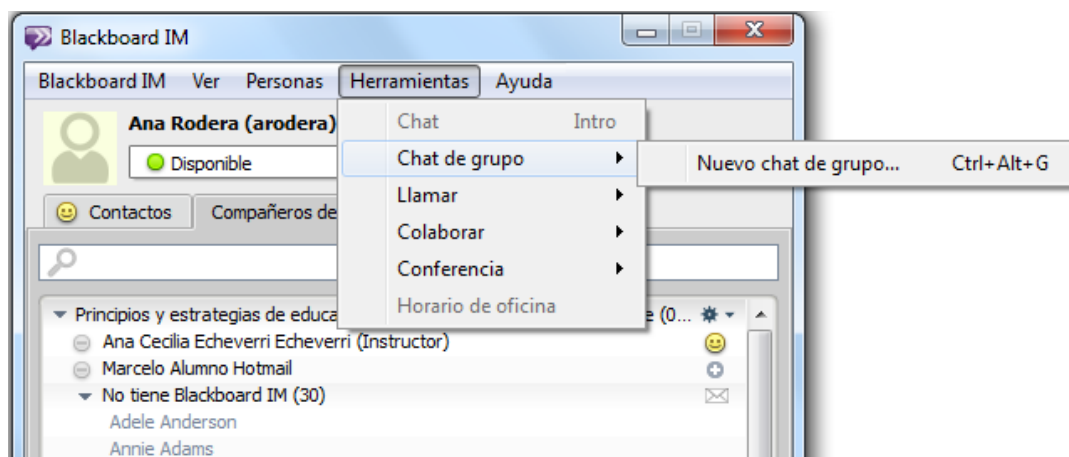 Blackboard IM
Blackboard IM Ver Personas Herramientas Ayuda
Ana Rodera (arodera)
Disponible
Chat Intro
Chat de grupo
Nuevo chat de grupo... Ctrl+Alt+G
Llamar
Colaborar
Conferencia
Horario de oficina
Contactos Compañeros de
Principios y estrategias de educa e (0...
Ana Cecilia Echeverri Echeverri (Instructor)
Marcelo Alumno Hotmail
No tiene Blackboard IM (30)
Adele Anderson
Annie Adams